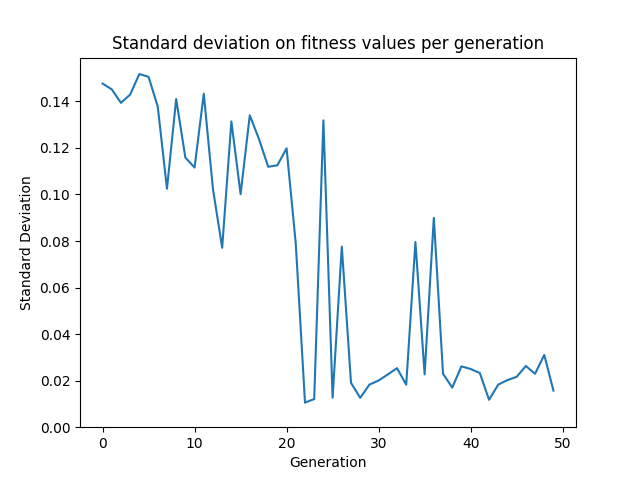 Standard deviation on fitness values per generation
0.14
0.12
0.10
0.08
0.06
0.04
0.02
0.00
Standard Deviation
0 10 20 30 40 50
Generation